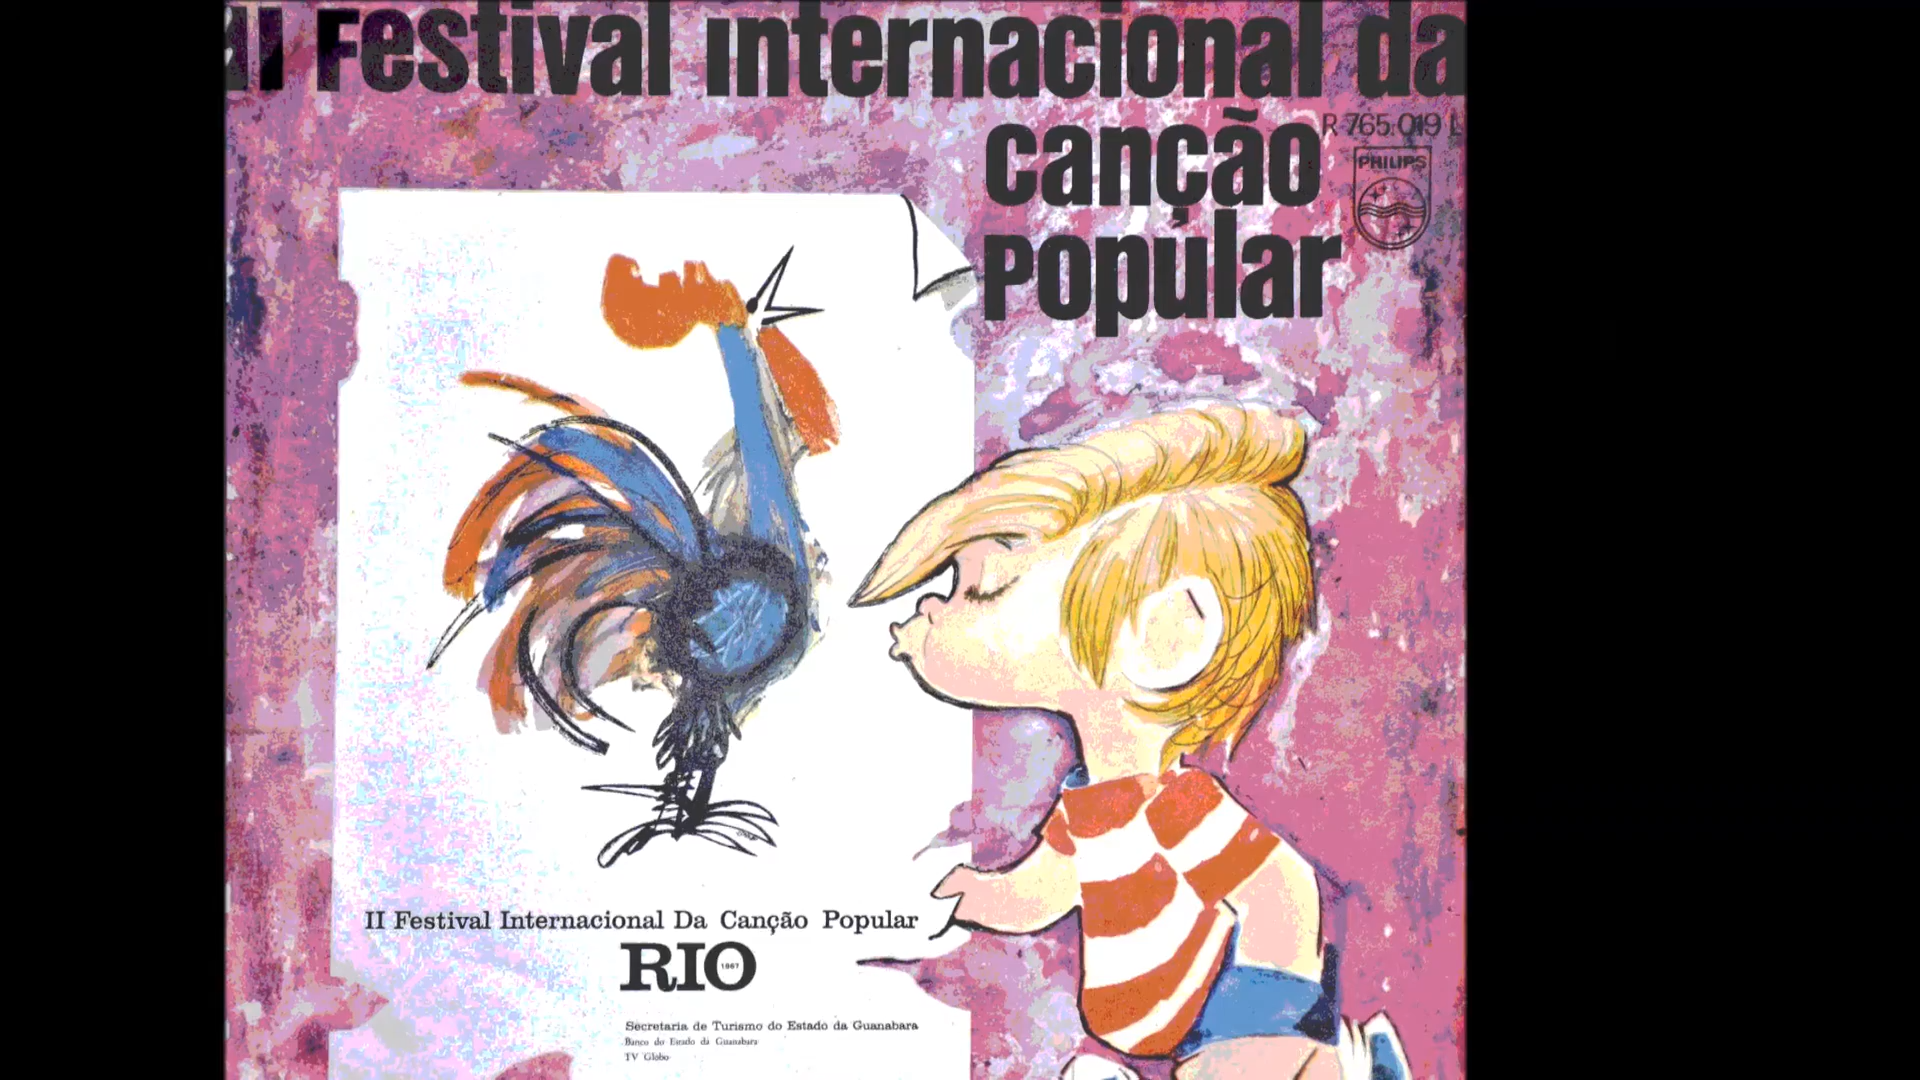 II Festival internacional da
canção
popular
R 765.019 L
PHILIPS
II Festival Internacional Da Canção Popular
RIO
1967
Secretaria de Turismo do Estado da Guanabara
Banco do Estado da Guanabara
TV Globo